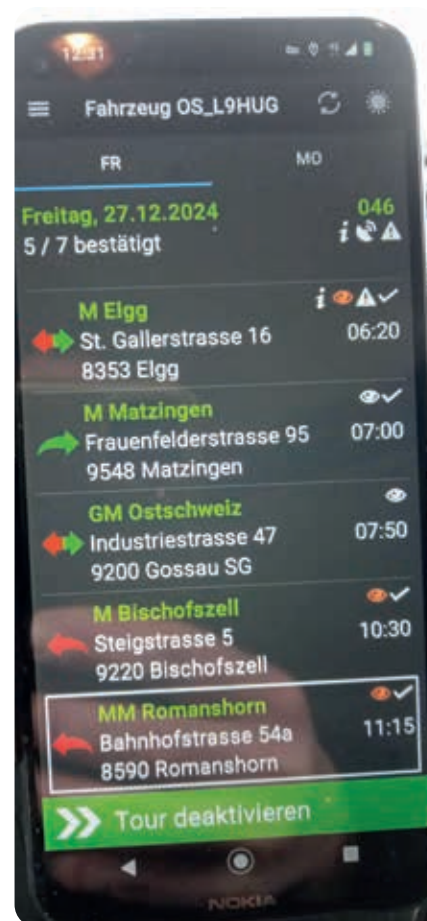 12:31
Fahrzeug OS_L9HUG
FR MO
Freitag, 27.12.2024 046
5 / 7 bestätigt
M Elgg
St. Gallerstrasse 16 06:20
8353 Elgg
M Matzingen
Frauenfelderstrasse 95 07:00
9548 Matzingen
GM Ostschweiz
Industriestrasse 47 07:50
9200 Gossau SG
M Bischofszell
Steigstrasse 5 10:30
9220 Bischofszell
MM Romanshorn
Bahnhofstrasse 54a 11:15
8590 Romanshorn
Tour deaktivieren
NOKIA